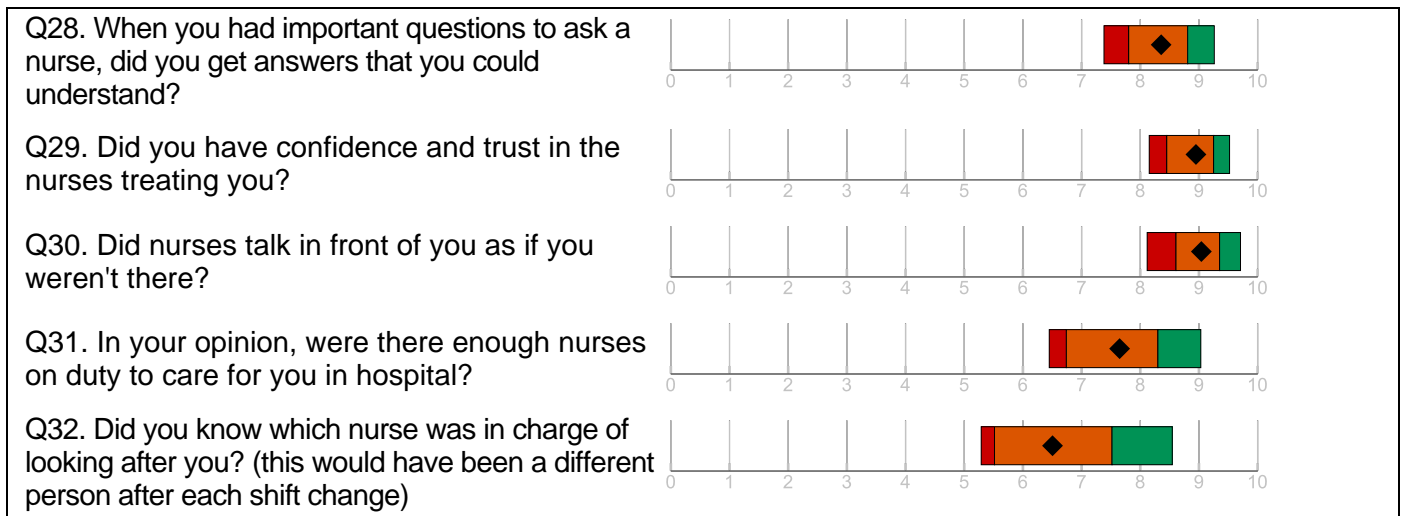 Q28. When you had important questions to ask a
nurse, did you get answers that you could
understand?
0 1 2 3 4 5 6 7 8 9 10
Q29. Did you have confidence and trust in the
nurses treating you?
0 1 2 3 4 5 6 7 8 9 10
Q30. Did nurses talk in front of you as if you
weren't there?
0 1 2 3 4 5 6 7 8 9 10
Q31. In your opinion, were there enough nurses
on duty to care for you in hospital?
0 1 2 3 4 5 6 7 8 9 10
Q32. Did you know which nurse was in charge of
looking after you? (this would have been a different
person after each shift change)
0 1 2 3 4 5 6 7 8 9 10